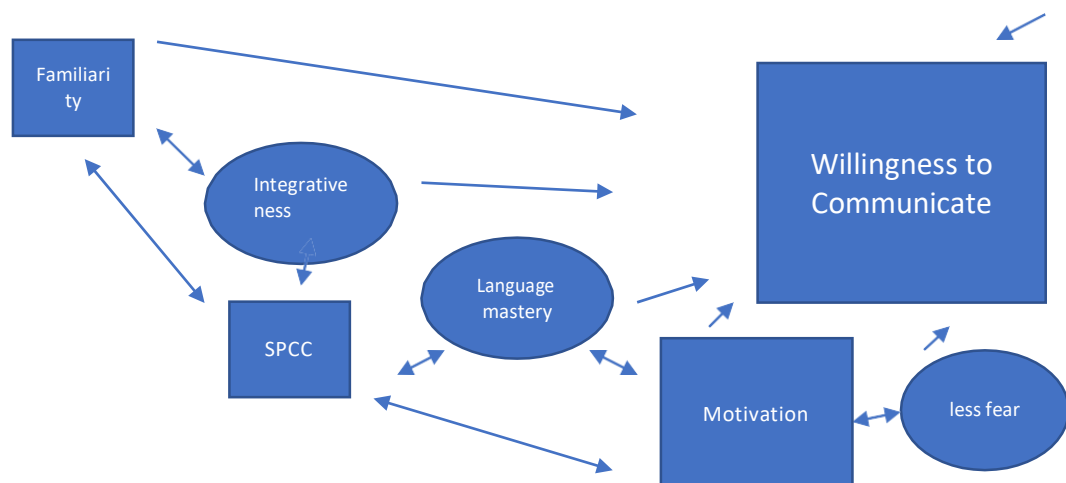 Familiari
ty
Integrative
ness
SPCC
Language
mastery
Willingness to
Communicate
Motivation
less fear